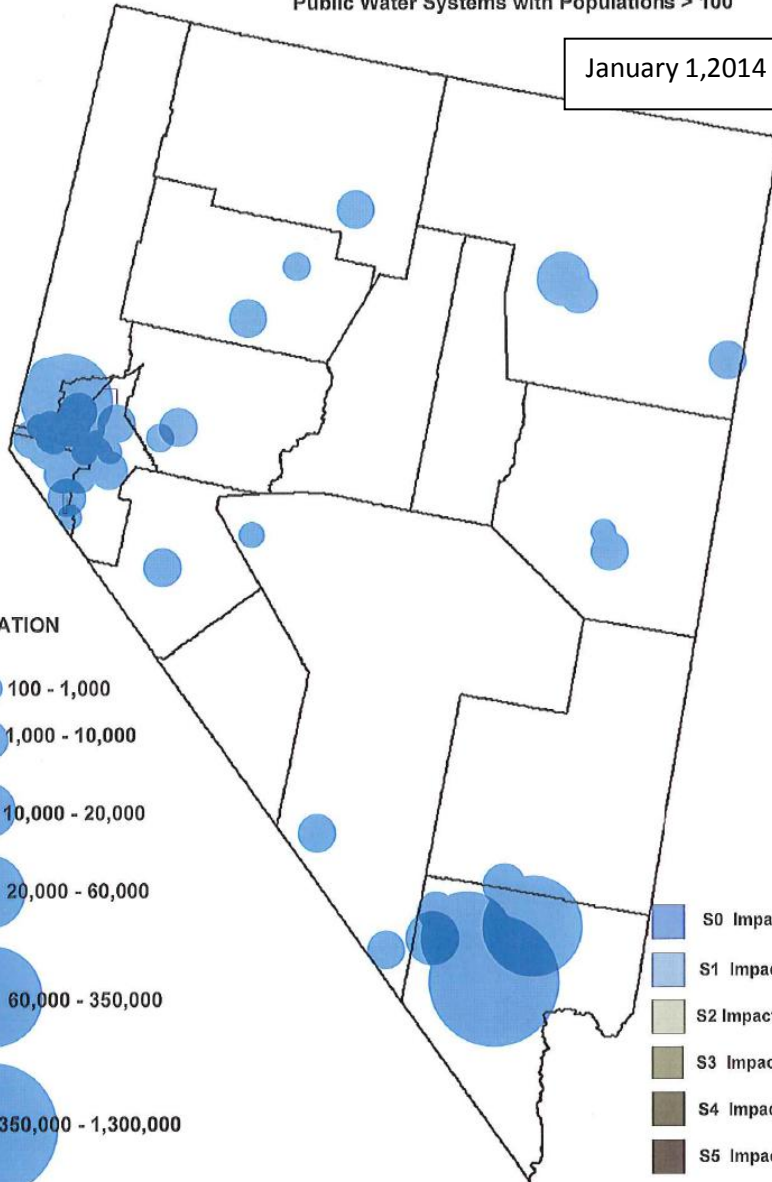 Public Water Systems with Populations > 100
January 1,2014
ATION
100 - 1,000
1,000 - 10,000
10,000 - 20,000
20,000 - 60,000
60,000 - 350,000
350,000 - 1,300,000
S0 Impa
S1 Impa
S2 Impact
S3 Impac
S4 Impac
S5 Impac